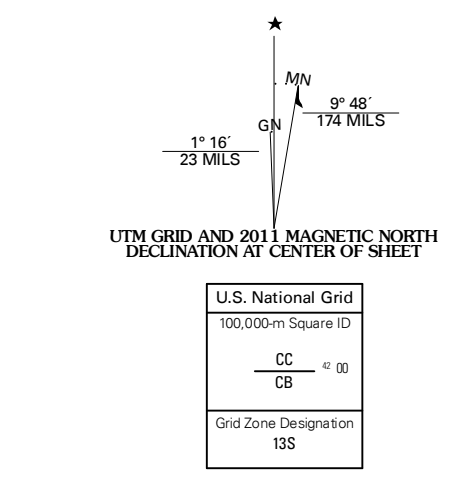 ★
MN
9° 48´
174 MILS
GN
1° 16´
23 MILS
UTM GRID AND 2011 MAGNETIC NORTH
DECLINATION AT CENTER OF SHEET
U.S. National Grid
100,000-m Square ID
CC
42 00
CB
Grid Zone Designation
13S